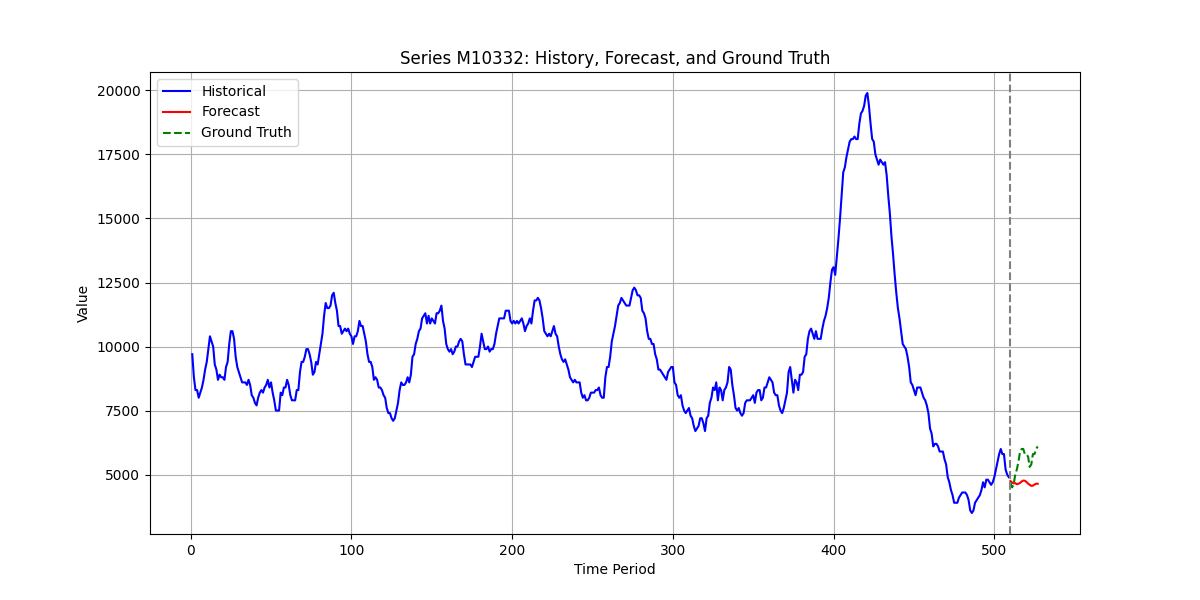 Series M10332: History, Forecast, and Ground Truth
Historical
Forecast
Ground Truth
20000
17500
15000
12500
10000
7500
5000
Value
0 100 200 300 400 500
Time Period